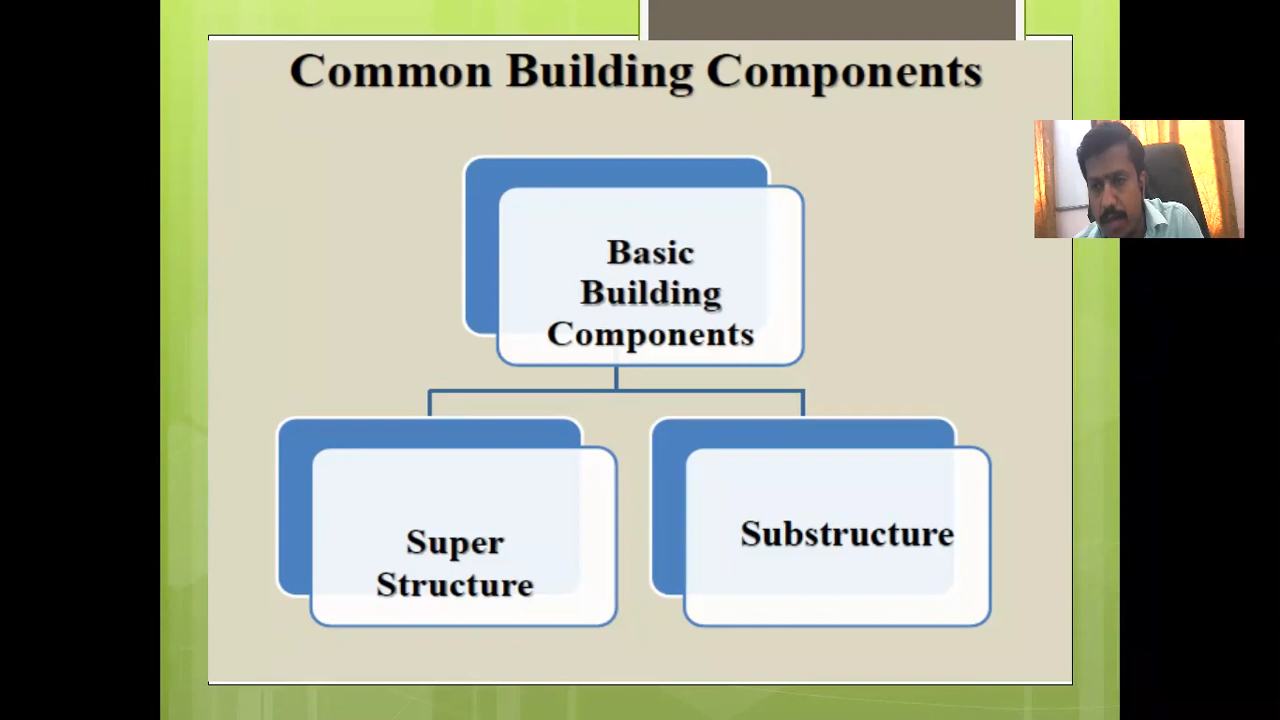 Common Building Components
Basic
Building
Components
Super
Structure
Substructure